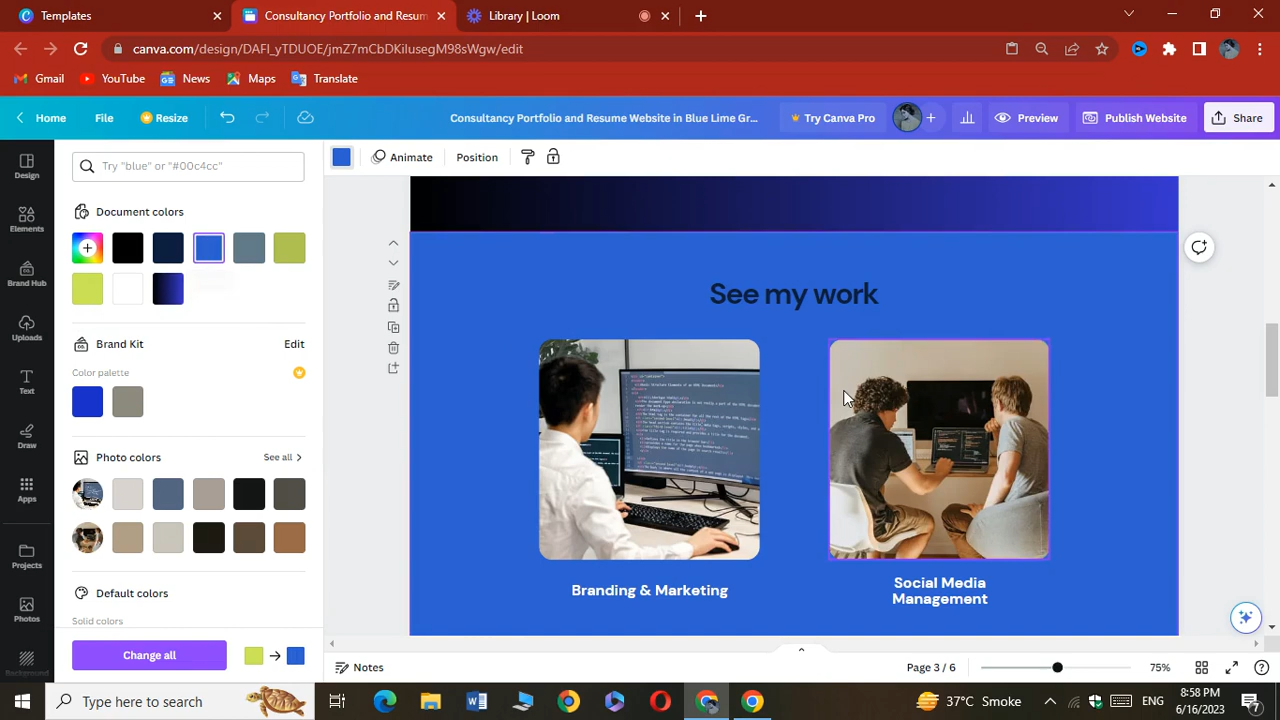 Templates
Consultancy Portfolio and Resum
Library | Loom
canva.com/design/DAFI_yTDUOE/jmZ7mCbDKilusegM98sWgw/edit
Gmail
YouTube
News
Maps
Translate
Home
File
Resize
Consultancy Portfolio and Resume Website in Blue Lime Gr...
Try Canva Pro
Preview
Publish Website
Share
Design
Elements
Brand Hub
Uploads
Text
Draw
Apps
Projects
Photos
Background
Try "blue" or "#00c4cc"
Document colors
Brand Kit
Edit
Color palette
Photo colors
See all
Default colors
Solid colors
Change all
Animate
Position
See my work
Branding & Marketing
Social Media
Management
Notes
Page 3 / 6
75%
Type here to search
37°C Smoke
ENG
8:58 PM
6/16/2023
7